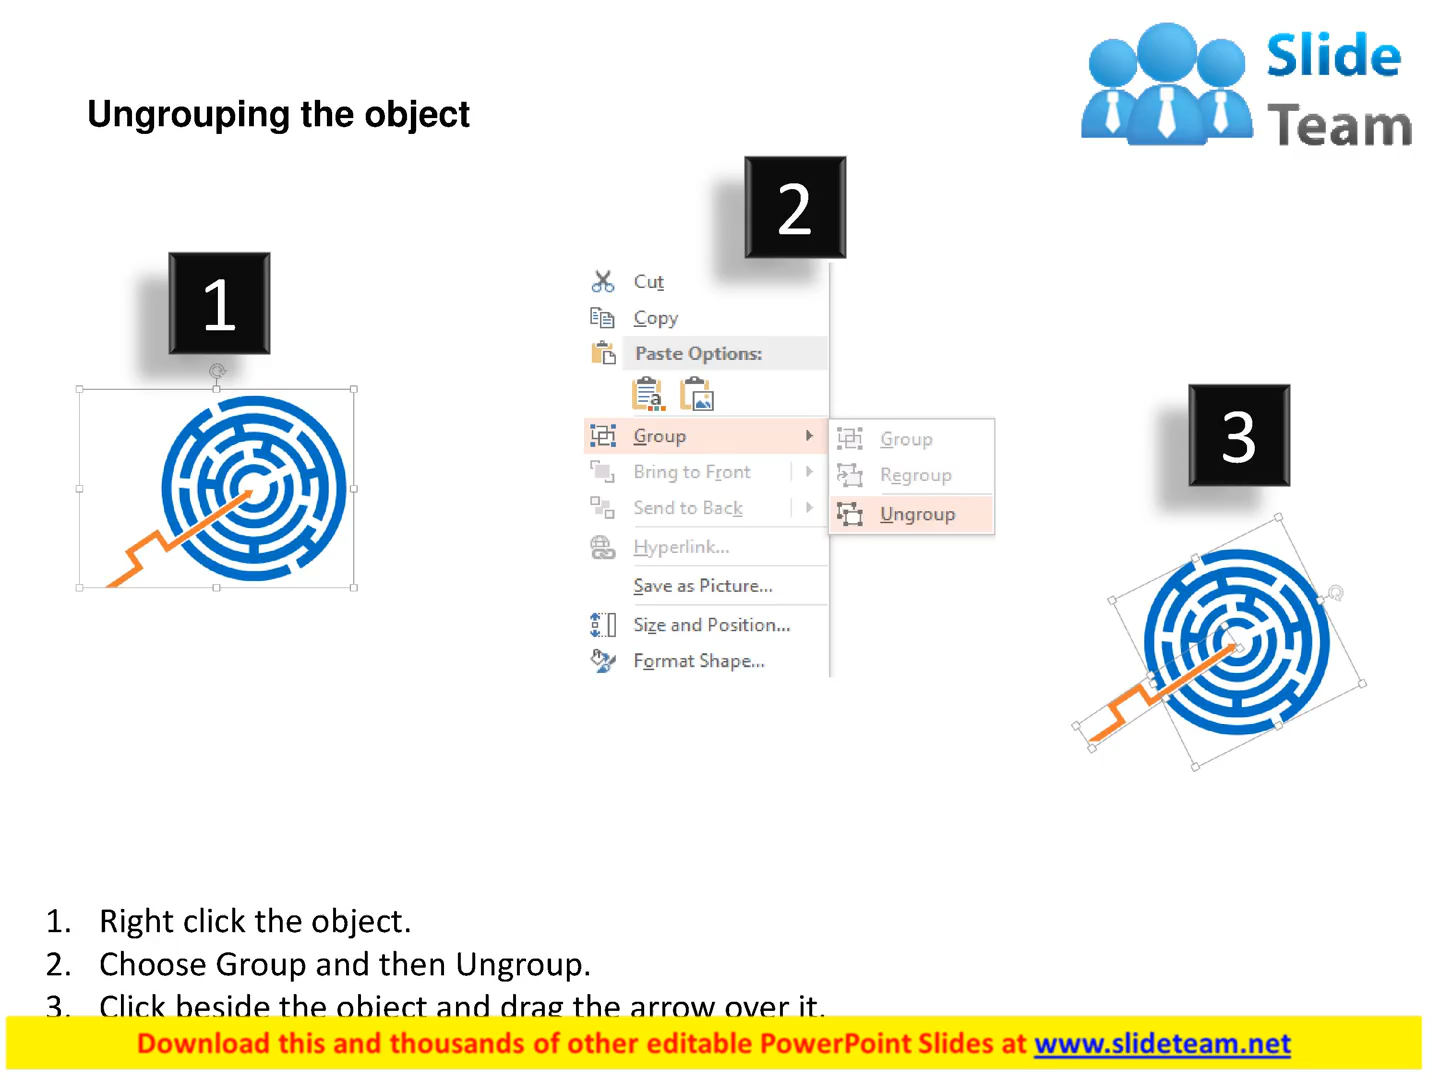 Slide
Team
Ungrouping the object
1
2
3
Cut
Copy
Paste Options:
Group
Bring to Front
Send to Back
Hyperlink...
Save as Picture...
Size and Position...
Format Shape...
Group
Regroup
Ungroup
1. Right click the object.
2. Choose Group and then Ungroup.
3. Click beside the object and drag the arrow over it.
Download this and thousands of other editable PowerPoint Slides at www.slideteam.net